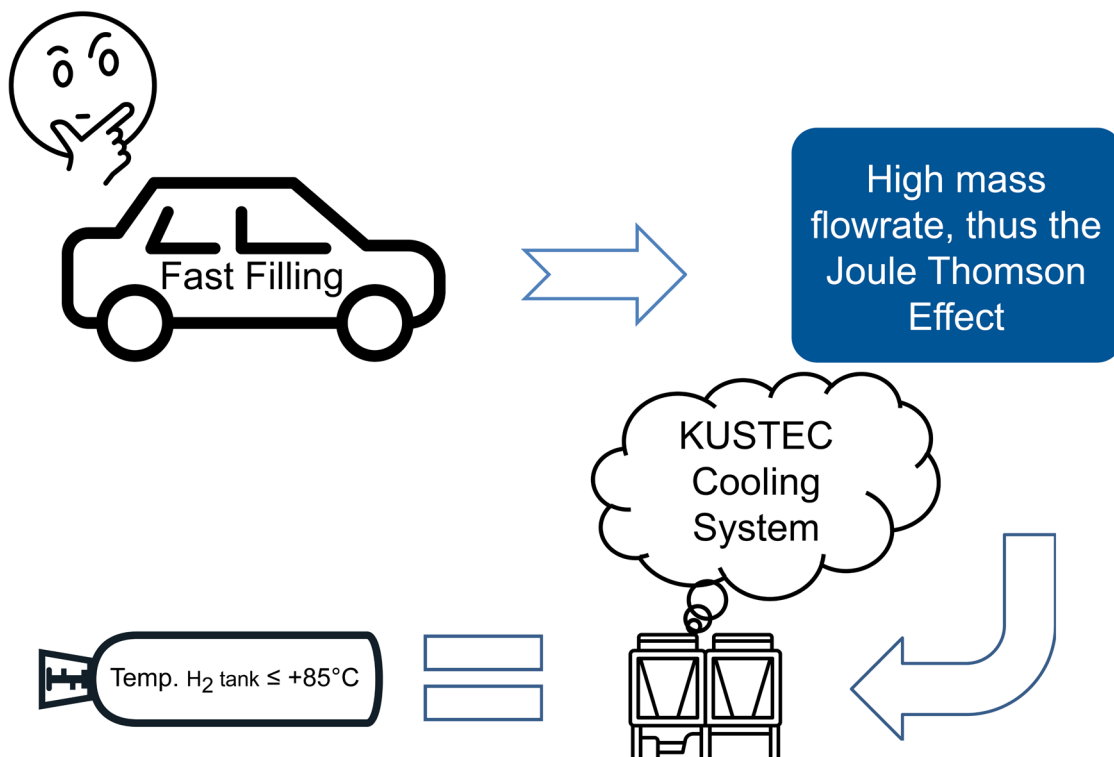 Fast Filling
High mass
flowrate, thus the
Joule Thomson
Effect
KUSTEC
Cooling
System
Temp. H₂ tank ≤ +85°C